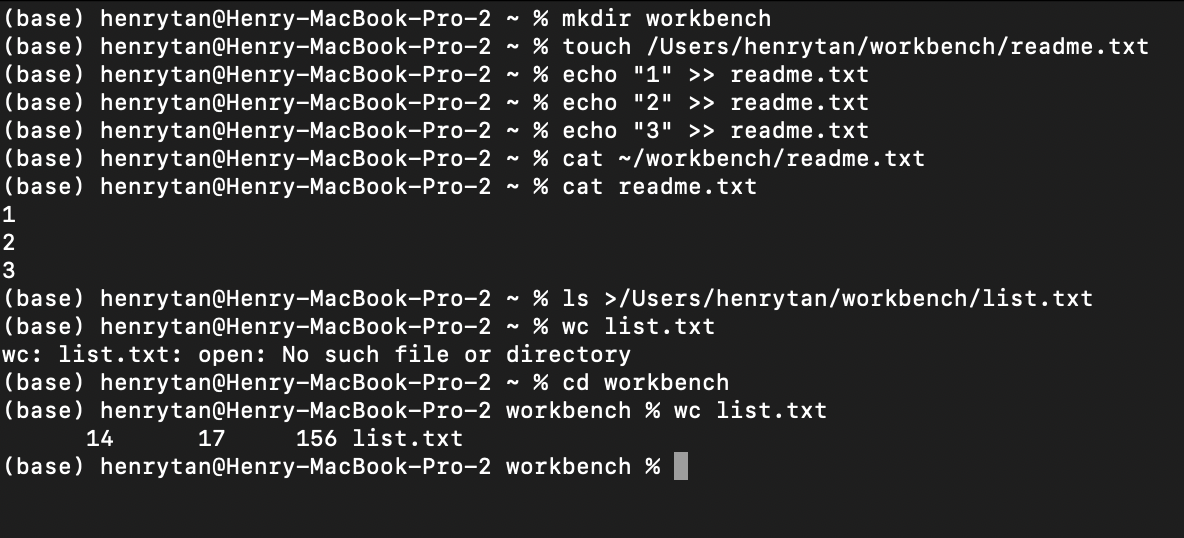 (base) henrytan@Henry-MacBook-Pro-2 ~ % mkdir workbench
(base) henrytan@Henry-MacBook-Pro-2 ~ % touch /Users/henrytan/workbench/readme.txt
(base) henrytan@Henry-MacBook-Pro-2 ~ % echo "1" >> readme.txt
(base) henrytan@Henry-MacBook-Pro-2 ~ % echo "2" >> readme.txt
(base) henrytan@Henry-MacBook-Pro-2 ~ % echo "3" >> readme.txt
(base) henrytan@Henry-MacBook-Pro-2 ~ % cat ~/workbench/readme.txt
(base) henrytan@Henry-MacBook-Pro-2 ~ % cat readme.txt
1
2
3
(base) henrytan@Henry-MacBook-Pro-2 ~ % ls >/Users/henrytan/workbench/list.txt
(base) henrytan@Henry-MacBook-Pro-2 ~ % wc list.txt
wc: list.txt: open: No such file or directory
(base) henrytan@Henry-MacBook-Pro-2 ~ % cd workbench
(base) henrytan@Henry-MacBook-Pro-2 workbench % wc list.txt
      14      17     156 list.txt
(base) henrytan@Henry-MacBook-Pro-2 workbench %